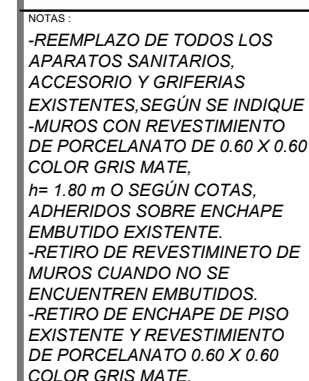 NOTAS :
-REEMPLAZO DE TODOS LOS
APARATOS SANITARIOS,
ACCESORIO Y GRIFERIAS
EXISTENTES,SEGÚN SE INDIQUE
-MUROS CON REVESTIMIENTO
DE PORCELANATO DE 0.60 X 0.60
COLOR GRIS MATE,
h= 1.80 m O SEGÚN COTAS,
ADHERIDOS SOBRE ENCHAPE
EMBUTIDO EXISTENTE.
-RETIRO DE REVESTIMINETO DE
MUROS CUANDO NO SE
ENCUENTREN EMBUTIDOS.
-RETIRO DE ENCHAPE DE PISO
EXISTENTE Y REVESTIMIENTO
DE PORCELANATO 0.60 X 0.60
COLOR GRIS MATE.